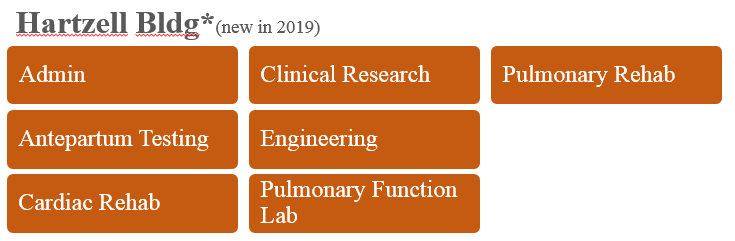 Hartzell Bldg*(new in 2019)
Admin
Clinical Research
Pulmonary Rehab
Antepartum Testing
Engineering
Cardiac Rehab
Pulmonary Function
Lab